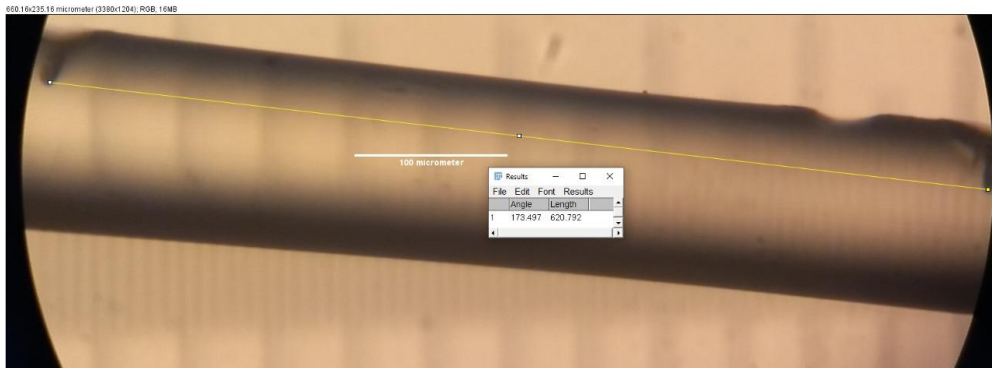 660.16x235.16 micrometer (3380x1204); RGB; 16MB
100 micrometer
Results
File Edit Font Results
Angle Length
1 173.497 620.792